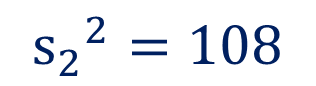 s₂² = 108